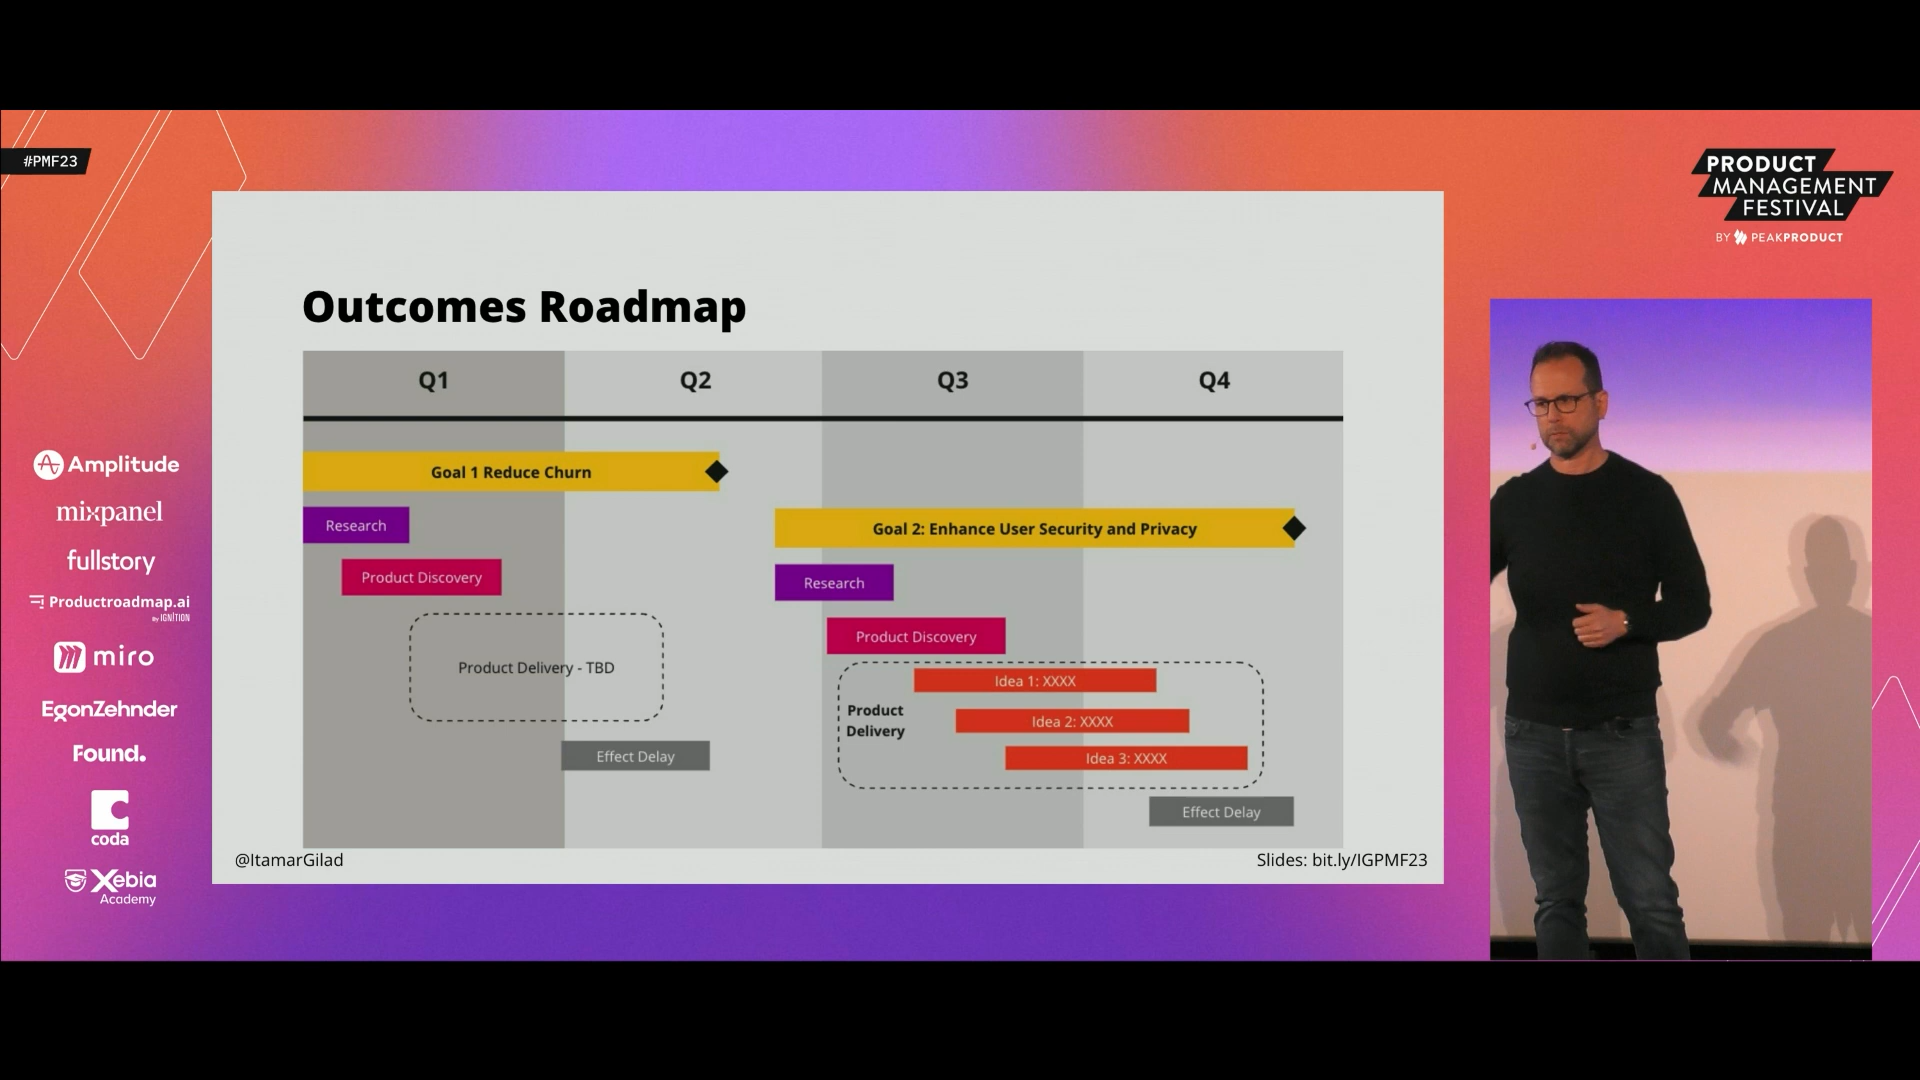 #PMF23
PRODUCT
MANAGEMENT
FESTIVAL
BY PEAKPRODUCT
Amplitude
mixpanel
fullstory
Productroadmap.ai
by IGNITION
miro
EgonZehnder
Found.
coda
Xebia
Academy
Outcomes Roadmap
Q1
Q2
Q3
Q4
Goal 1 Reduce Churn
Research
Product Discovery
Product Delivery - TBD
Effect Delay
Goal 2: Enhance User Security and Privacy
Research
Product Discovery
Product
Delivery
Idea 1: XXXX
Idea 2: XXXX
Idea 3: XXXX
Effect Delay
@ItamarGilad
Slides: bit.ly/IGPMF23